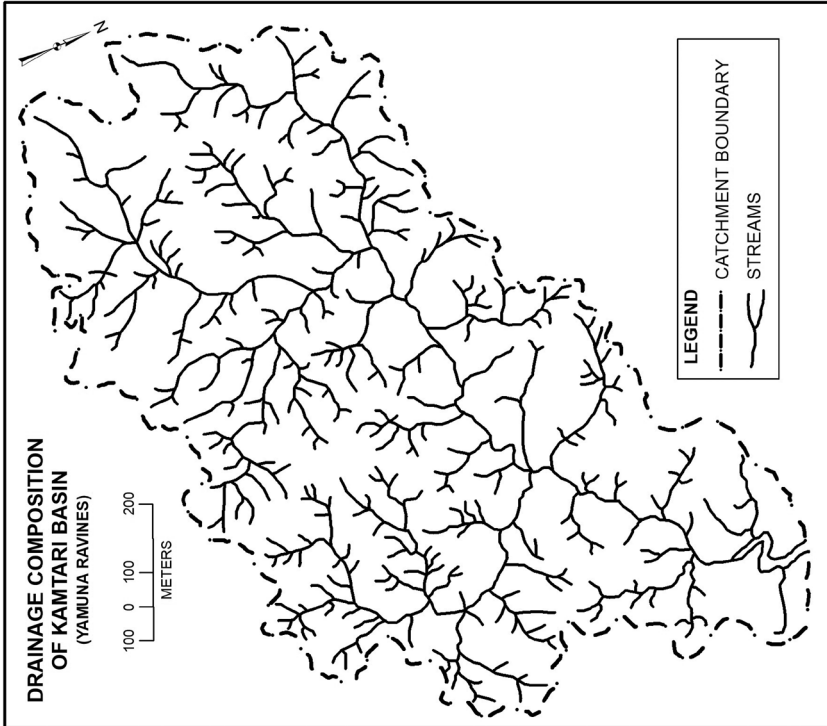 DRAINAGE COMPOSITION
OF KAMTARI BASIN
(YAMUNA RAVINES)
100 0 100 200
METERS
N
LEGEND
CATCHMENT BOUNDARY
STREAMS